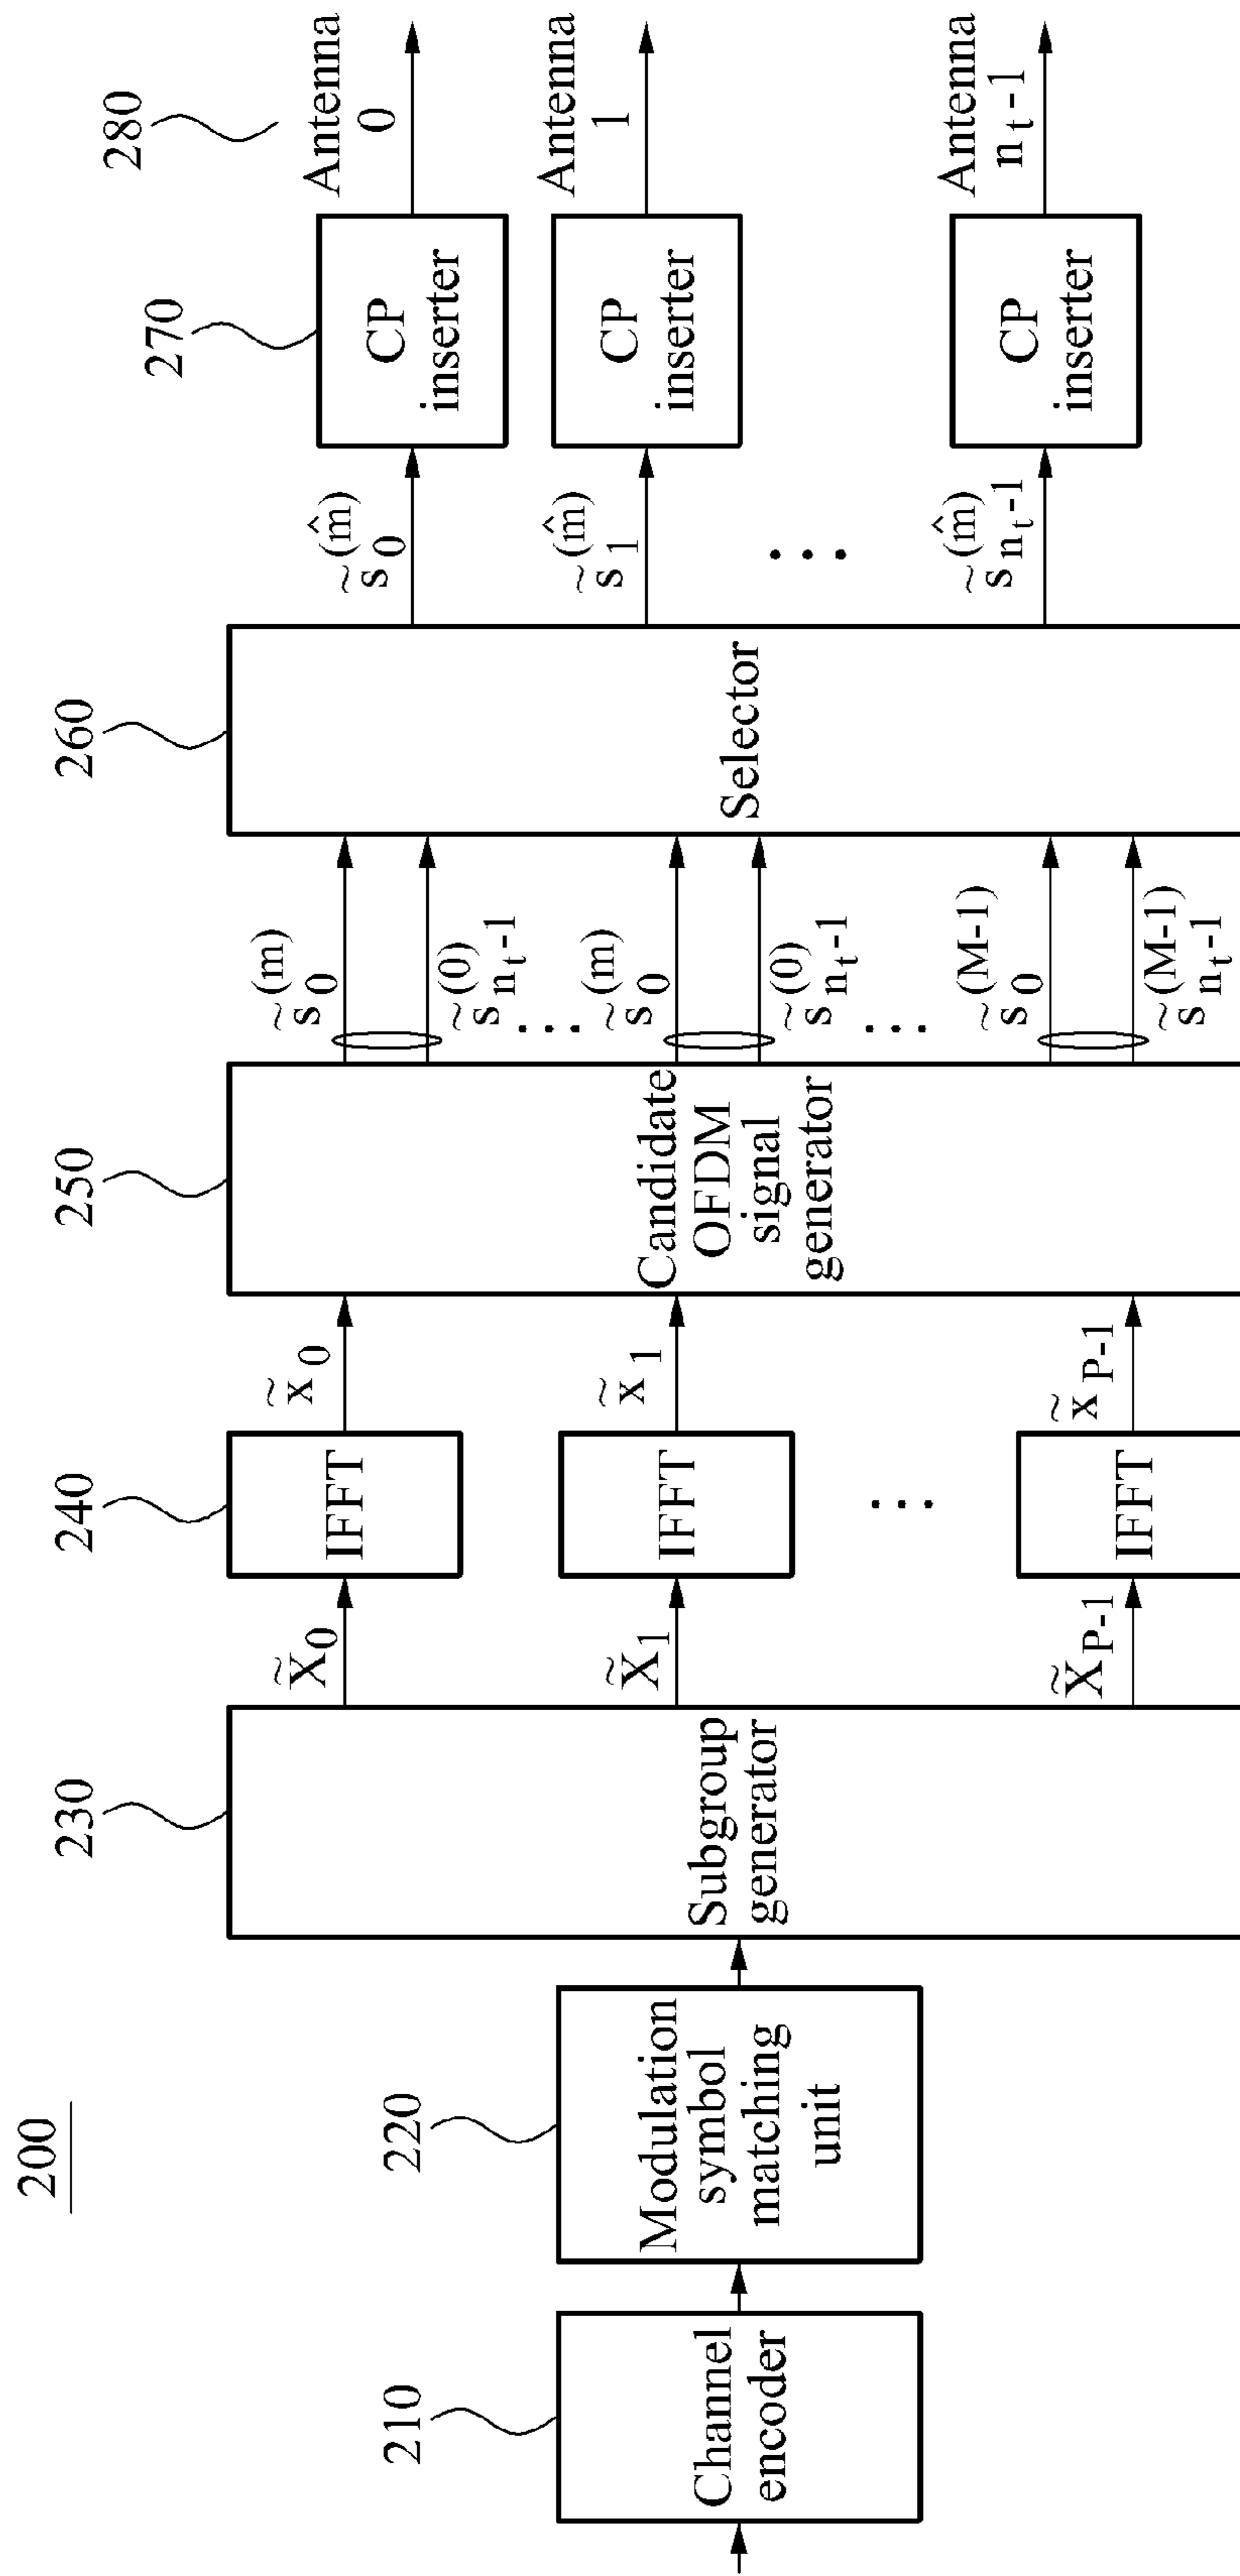 200
210
Channel
encoder
220
Modulation
symbol
matching
unit
230
Subgroup
generator
X̃₀
X̃₁
X̃P-1
240
IFFT
IFFT
...
IFFT
x̃₀
x̃₁
x̃P-1
250
Candidate
OFDM
signal
generator
s̃₀^(m)
s̃nₜ-1^(0)
...
s̃₀^(m)
s̃nₜ-1^(0)
...
s̃₀^(M-1)
s̃nₜ-1^(M-1)
260
Selector
s̃₀^(m̂)
s̃₁^(m̂)
...
s̃nₜ-1^(m̂)
270
CP
inserter
CP
inserter
CP
inserter
280
Antenna
0
Antenna
1
Antenna
nₜ-1